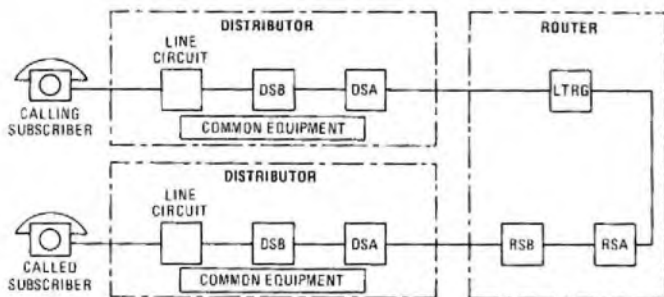 DISTRIBUTOR
ROUTER
LINE
CIRCUIT
DSB
DSA
LTRG
CALLING
SUBSCRIBER
COMMON EQUIPMENT
DISTRIBUTOR
LINE
CIRCUIT
DSB
DSA
RSB
RSA
CALLED
SUBSCRIBER
COMMON EQUIPMENT